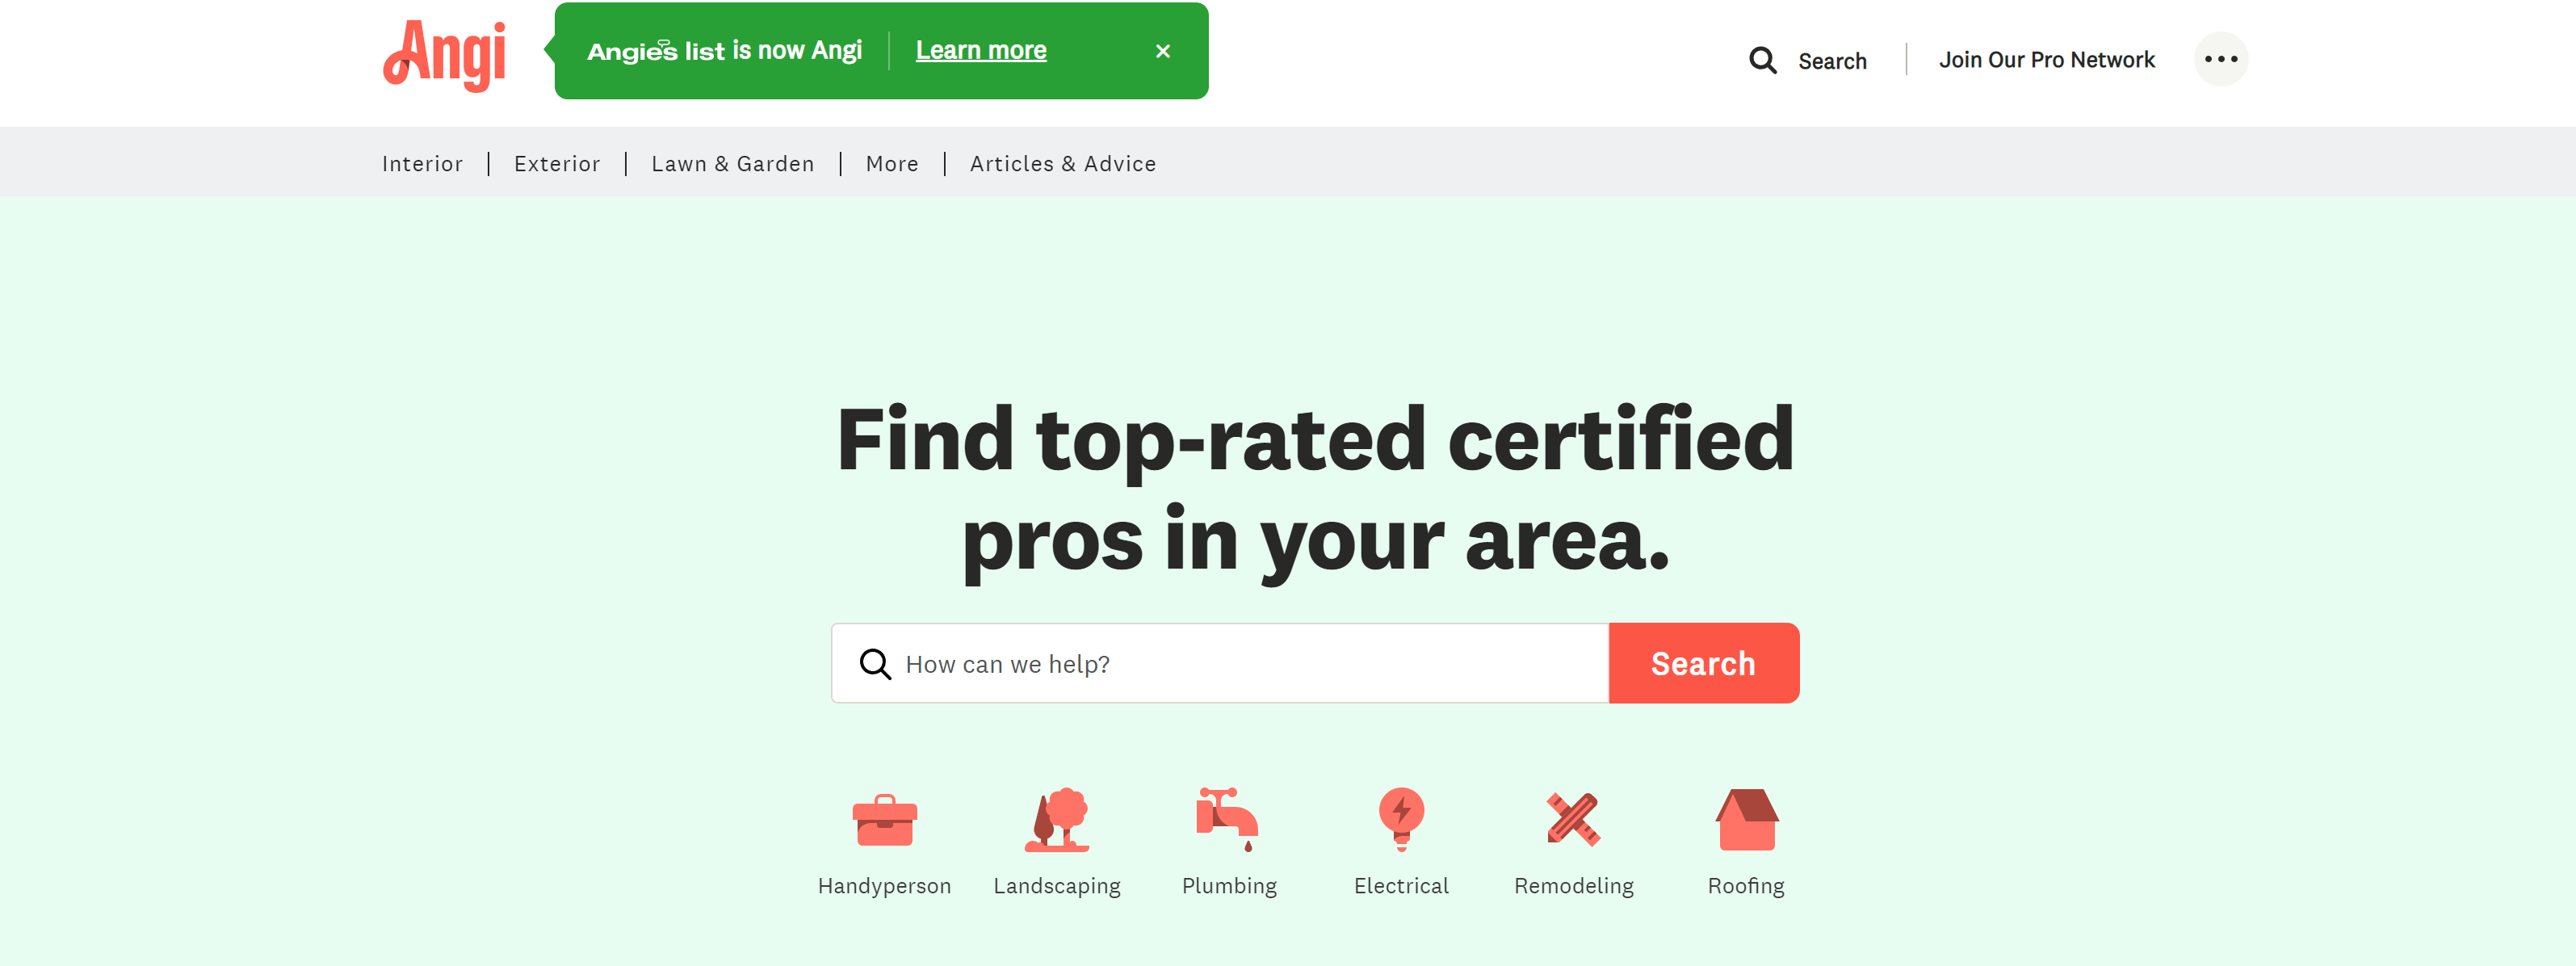 Angi
Angie's list is now Angi
Learn more
×
Search
Join Our Pro Network
Interior
Exterior
Lawn & Garden
More
Articles & Advice
Find top-rated certified
pros in your area.
How can we help?
Search
Handyperson
Landscaping
Plumbing
Electrical
Remodeling
Roofing